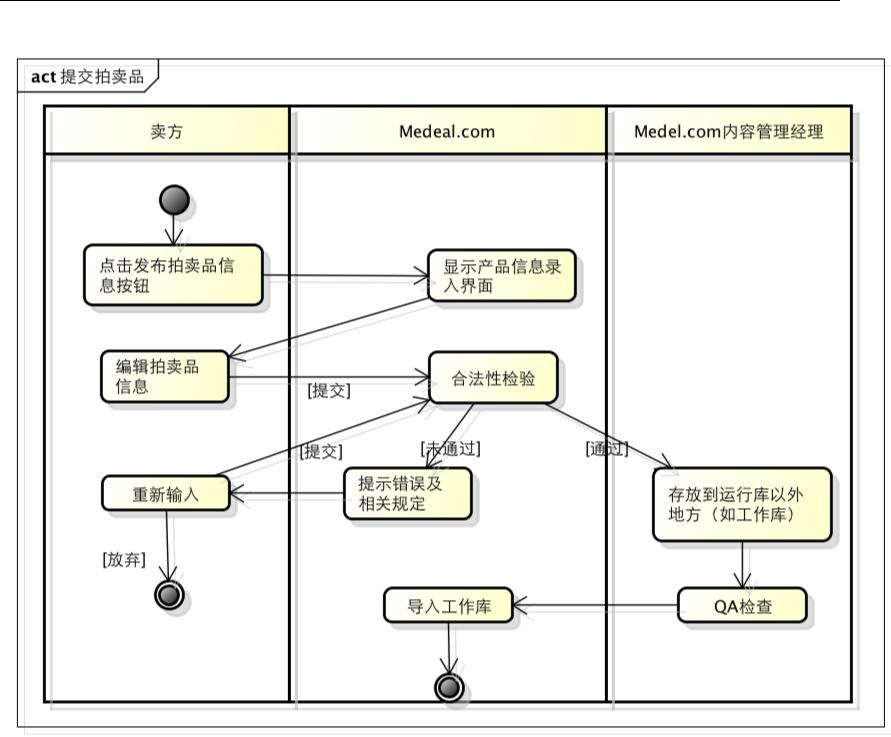 act 提交拍卖品
卖方
Medeal.com
Medel.com内容管理经理
点击发布拍卖品信
息按钮
显示产品信息录
入界面
编辑拍卖品
信息
[提交]
合法性检验
[提交]
[未通过]
[通过]
重新输入
提示错误及
相关规定
存放到运行库以外
地方（如工作库）
[放弃]
导入工作库
QA检查